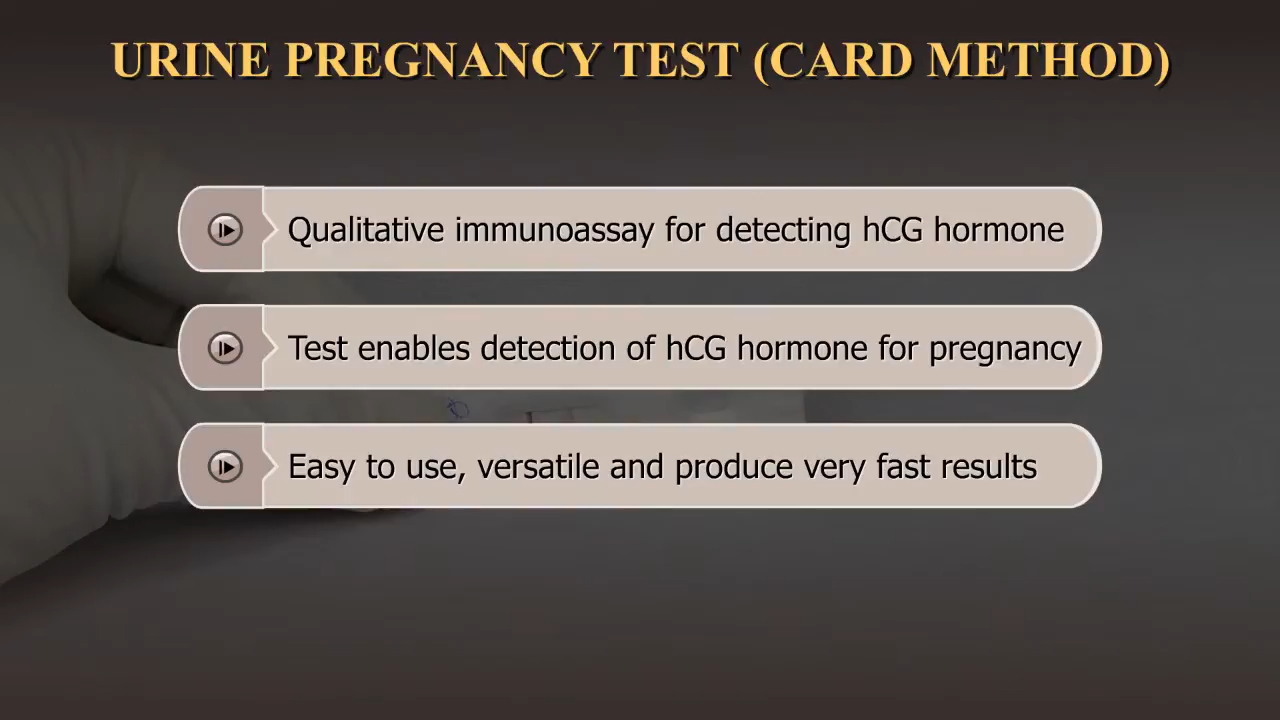 URINE PREGNANCY TEST (CARD METHOD)
Qualitative immunoassay for detecting hCG hormone
Test enables detection of hCG hormone for pregnancy
Easy to use, versatile and produce very fast results